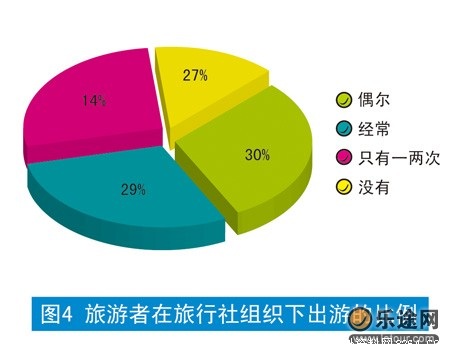 27%
14%
30%
29%
偶尔
经常
只有一两次
没有
图4 旅游者在旅行社组织下出游的比例
乐途网